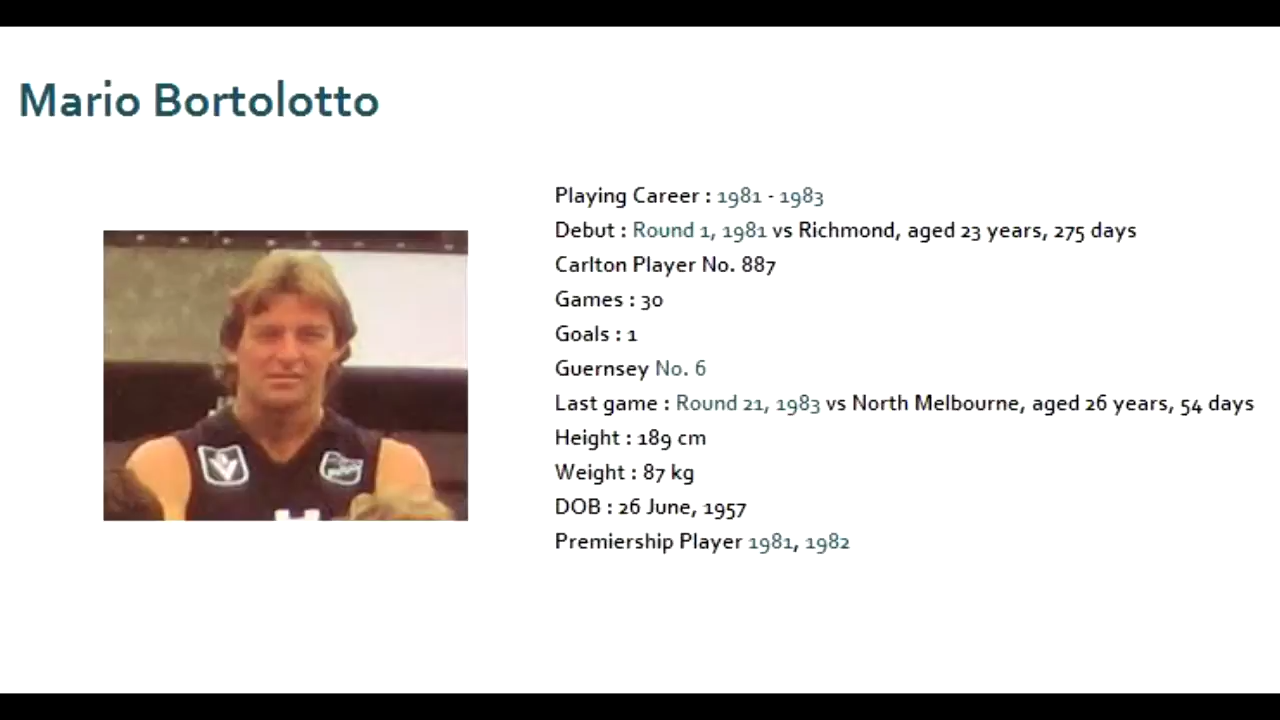 Mario Bortolotto
Playing Career : 1981 - 1983
Debut : Round 1, 1981 vs Richmond, aged 23 years, 275 days
Carlton Player No. 887
Games : 30
Goals : 1
Guernsey No. 6
Last game : Round 21, 1983 vs North Melbourne, aged 26 years, 54 days
Height : 189 cm
Weight : 87 kg
DOB : 26 June, 1957
Premiership Player 1981, 1982